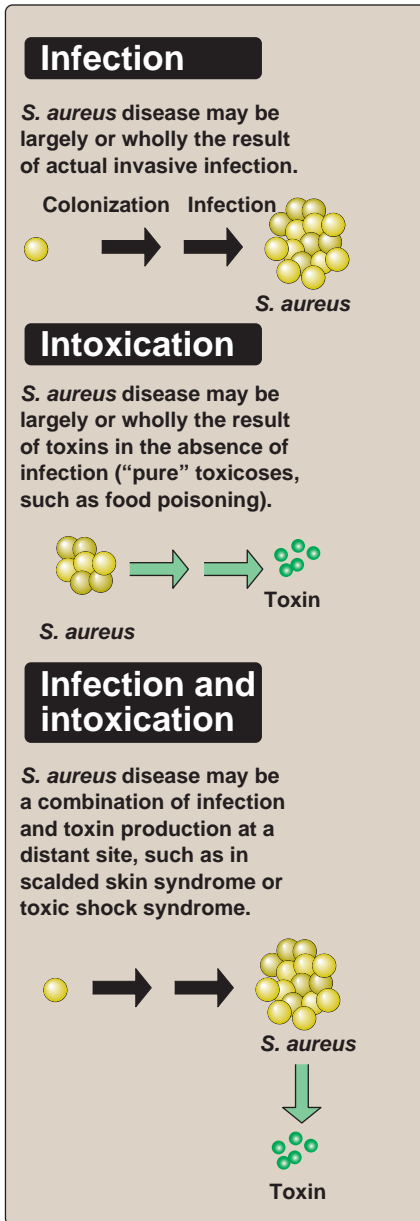 Infection
S. aureus disease may be
largely or wholly the result
of actual invasive infection.
Colonization Infection
S. aureus
Intoxication
S. aureus disease may be
largely or wholly the result
of toxins in the absence of
infection (“pure” toxicoses,
such as food poisoning).
Toxin
S. aureus
Infection and
intoxication
S. aureus disease may be
a combination of infection
and toxin production at a
distant site, such as in
scalded skin syndrome or
toxic shock syndrome.
S. aureus
Toxin